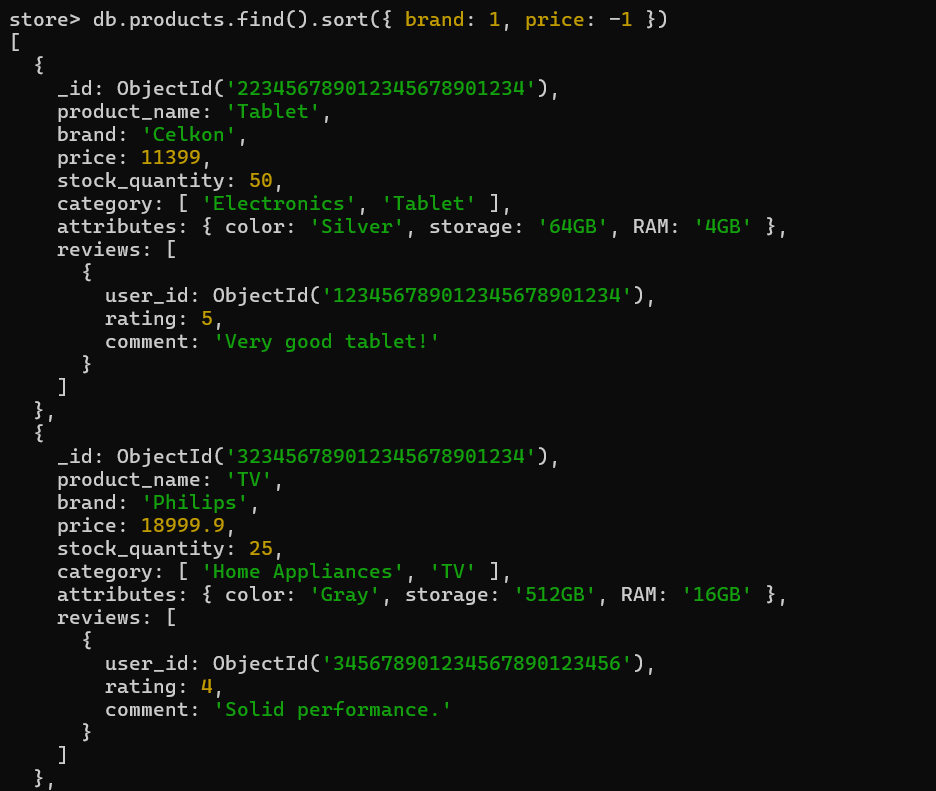 store> db.products.find().sort({ brand: 1, price: -1 })
[
  {
    _id: ObjectId('223456789012345678901234'),
    product_name: 'Tablet',
    brand: 'Celkon',
    price: 11399,
    stock_quantity: 50,
    category: [ 'Electronics', 'Tablet' ],
    attributes: { color: 'Silver', storage: '64GB', RAM: '4GB' },
    reviews: [
      {
        user_id: ObjectId('123456789012345678901234'),
        rating: 5,
        comment: 'Very good tablet!'
      }
    ]
  },
  {
    _id: ObjectId('323456789012345678901234'),
    product_name: 'TV',
    brand: 'Philips',
    price: 18999.9,
    stock_quantity: 25,
    category: [ 'Home Appliances', 'TV' ],
    attributes: { color: 'Gray', storage: '512GB', RAM: '16GB' },
    reviews: [
      {
        user_id: ObjectId('345678901234567890123456'),
        rating: 4,
        comment: 'Solid performance.'
      }
    ]
  },